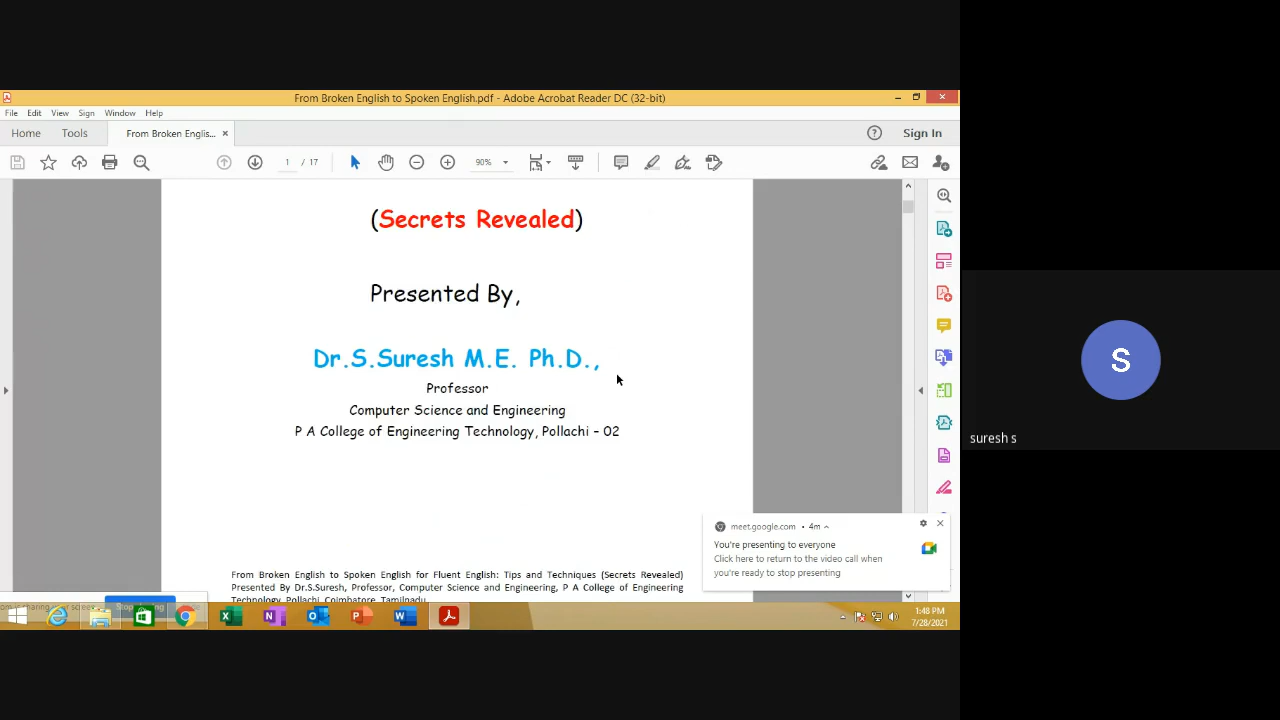 From Broken English to Spoken English.pdf - Adobe Acrobat Reader DC (32-bit)
File Edit View Window Help
Home Tools From Broken Englis... Sign In
1 / 17 90%
(Secrets Revealed)
Presented By,
Dr.S.Suresh M.E. Ph.D.,
Professor
Computer Science and Engineering
P A College of Engineering Technology, Pollachi - 02
S
suresh s
meet.google.com • 4m
You're presenting to everyone
Click here to return to the video call when
you're ready to stop presenting
From Broken English to Spoken English for Fluent English: Tips and Techniques (Secrets Revealed)
Presented By Dr.S.Suresh, Professor, Computer Science and Engineering, P A College of Engineering
Technology, Pollachi, Coimbatore, Tamilnadu
1:48 PM
7/28/2021